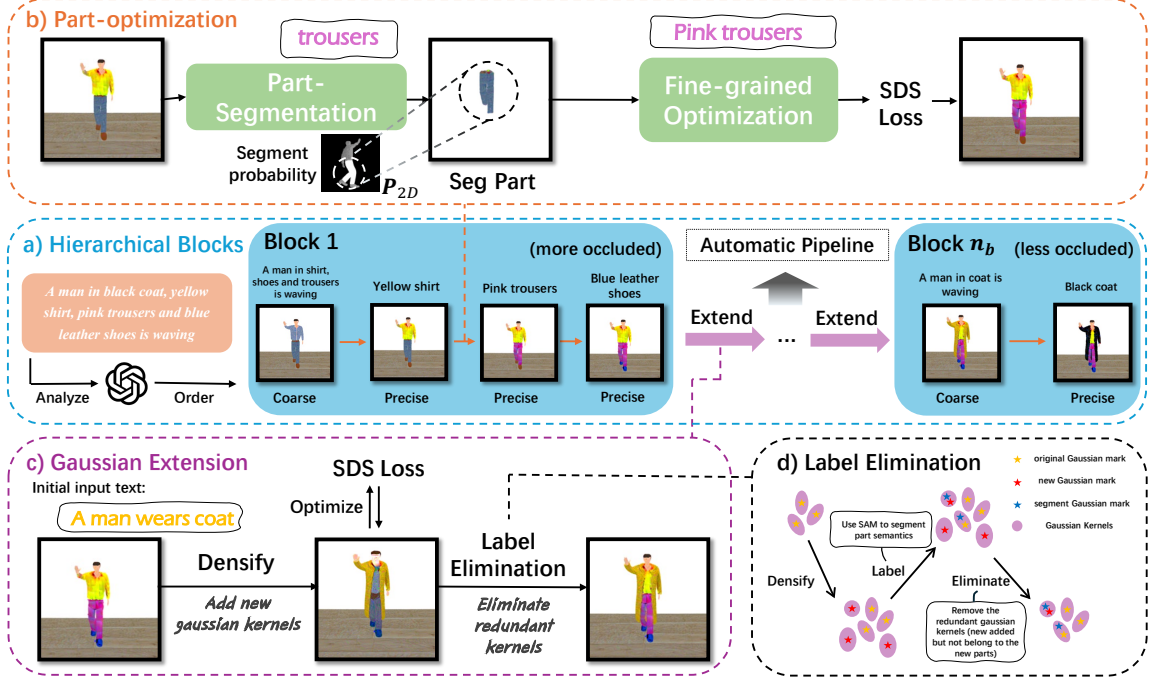 b) Part-optimization
trousers
Part-
Segmentation
Segment
probability
P2D
Seg Part
Pink trousers
Fine-grained
Optimization
SDS
Loss
a) Hierarchical Blocks
A man in black coat, yellow
shirt, pink trousers and blue
leather shoes is waving
Analyze
Order
Block 1
(more occluded)
A man in shirt,
shoes and trousers
is waving
Coarse
Yellow shirt
Precise
Pink trousers
Precise
Blue leather
shoes
Precise
Extend
Automatic Pipeline
...
Extend
Block nb
(less occluded)
A man in coat is
waving
Coarse
Black coat
Precise
c) Gaussian Extension
Initial input text:
A man wears coat
Densify
Add new
gaussian kernels
SDS Loss
Optimize
Label
Elimination
Eliminate
redundant
kernels
d) Label Elimination
original Gaussian mark
new Gaussian mark
segment Gaussian mark
Gaussian Kernels
Densify
Use SAM to segment
part semantics
Label
Eliminate
Remove the
redundant gaussian
kernels (new added
but not belong to the
new parts)